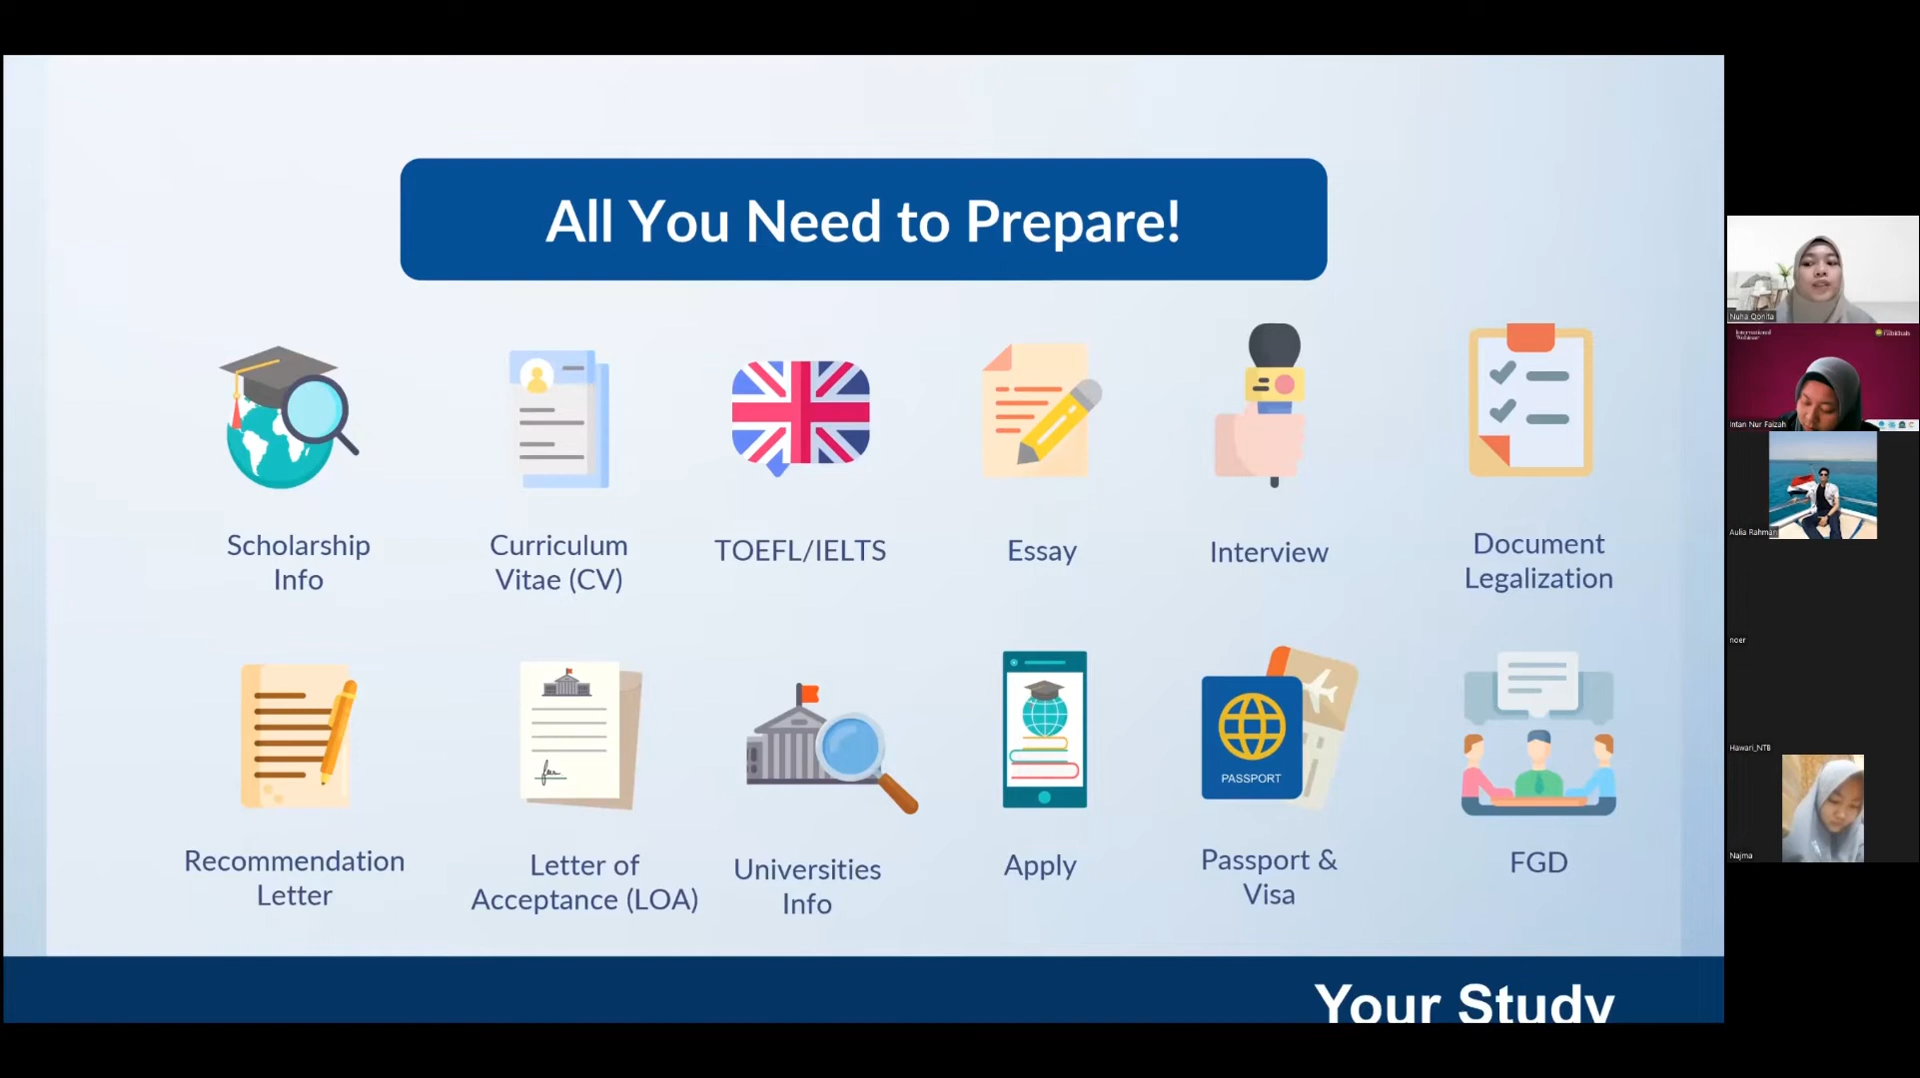 All You Need to Prepare!
Scholarship
Info
Curriculum
Vitae (CV)
TOEFL/IELTS
Essay
Interview
Document
Legalization
Recommendation
Letter
Letter of
Acceptance (LOA)
Universities
Info
Apply
PASSPORT
Passport &
Visa
FGD
Your Study
Nuha Qonita
International
Webinar
Intan Nur Faizah
Aulia Rahman
noer
Hawari_NTB
Najma